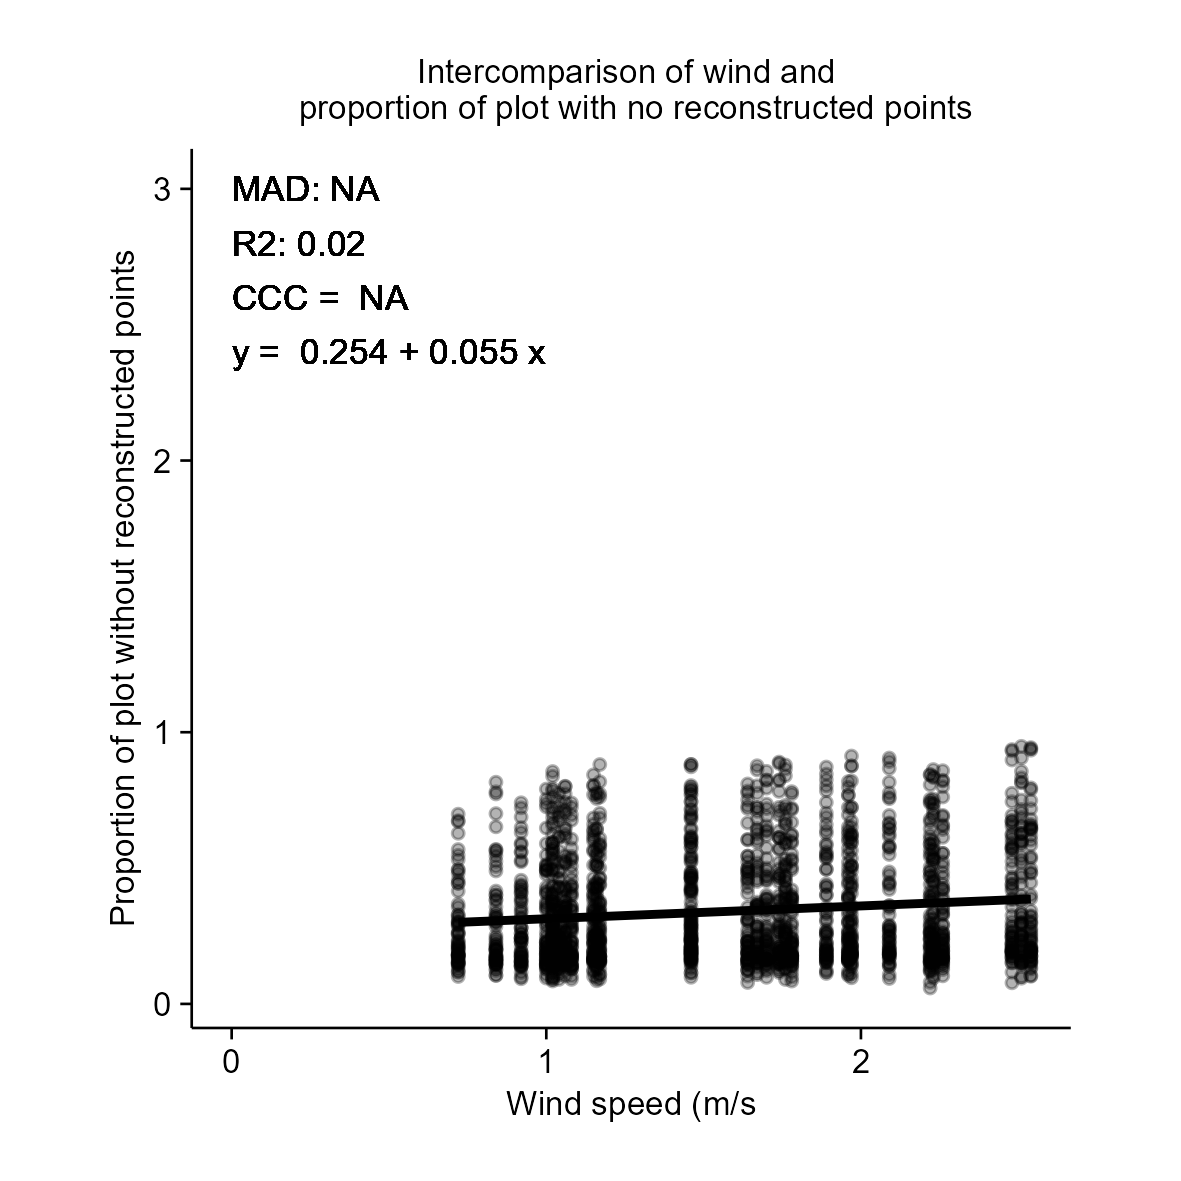 Intercomparison of wind and
proportion of plot with no reconstructed points
MAD: NA
R2: 0.02
CCC =  NA
y =  0.254 + 0.055 x
Proportion of plot without reconstructed points
3
2
1
0
0 1 2
Wind speed (m/s